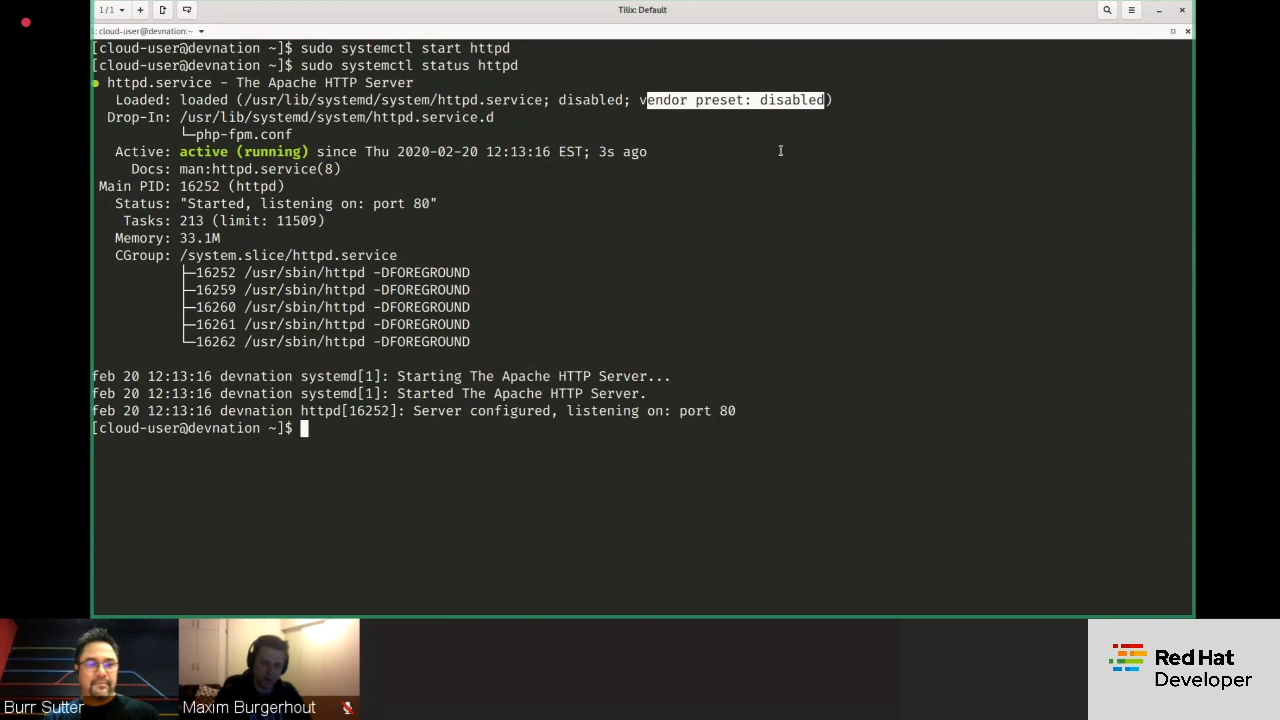 1/1
Tilix: Default
: cloud-user@devnation:~
[cloud-user@devnation ~]$ sudo systemctl start httpd
[cloud-user@devnation ~]$ sudo systemctl status httpd
● httpd.service - The Apache HTTP Server
Loaded: loaded (/usr/lib/systemd/system/httpd.service; disabled; vendor preset: disabled)
Drop-In: /usr/lib/systemd/system/httpd.service.d
└─php-fpm.conf
Active: active (running) since Thu 2020-02-20 12:13:16 EST; 3s ago
Docs: man:httpd.service(8)
Main PID: 16252 (httpd)
Status: "Started, listening on: port 80"
Tasks: 213 (limit: 11509)
Memory: 33.1M
CGroup: /system.slice/httpd.service
├─16252 /usr/sbin/httpd -DFOREGROUND
├─16259 /usr/sbin/httpd -DFOREGROUND
├─16260 /usr/sbin/httpd -DFOREGROUND
├─16261 /usr/sbin/httpd -DFOREGROUND
└─16262 /usr/sbin/httpd -DFOREGROUND
feb 20 12:13:16 devnation systemd[1]: Starting The Apache HTTP Server...
feb 20 12:13:16 devnation systemd[1]: Started The Apache HTTP Server.
feb 20 12:13:16 devnation httpd[16252]: Server configured, listening on: port 80
[cloud-user@devnation ~]$
Burr Sutter
Maxim Burgerhout
Red Hat
Developer